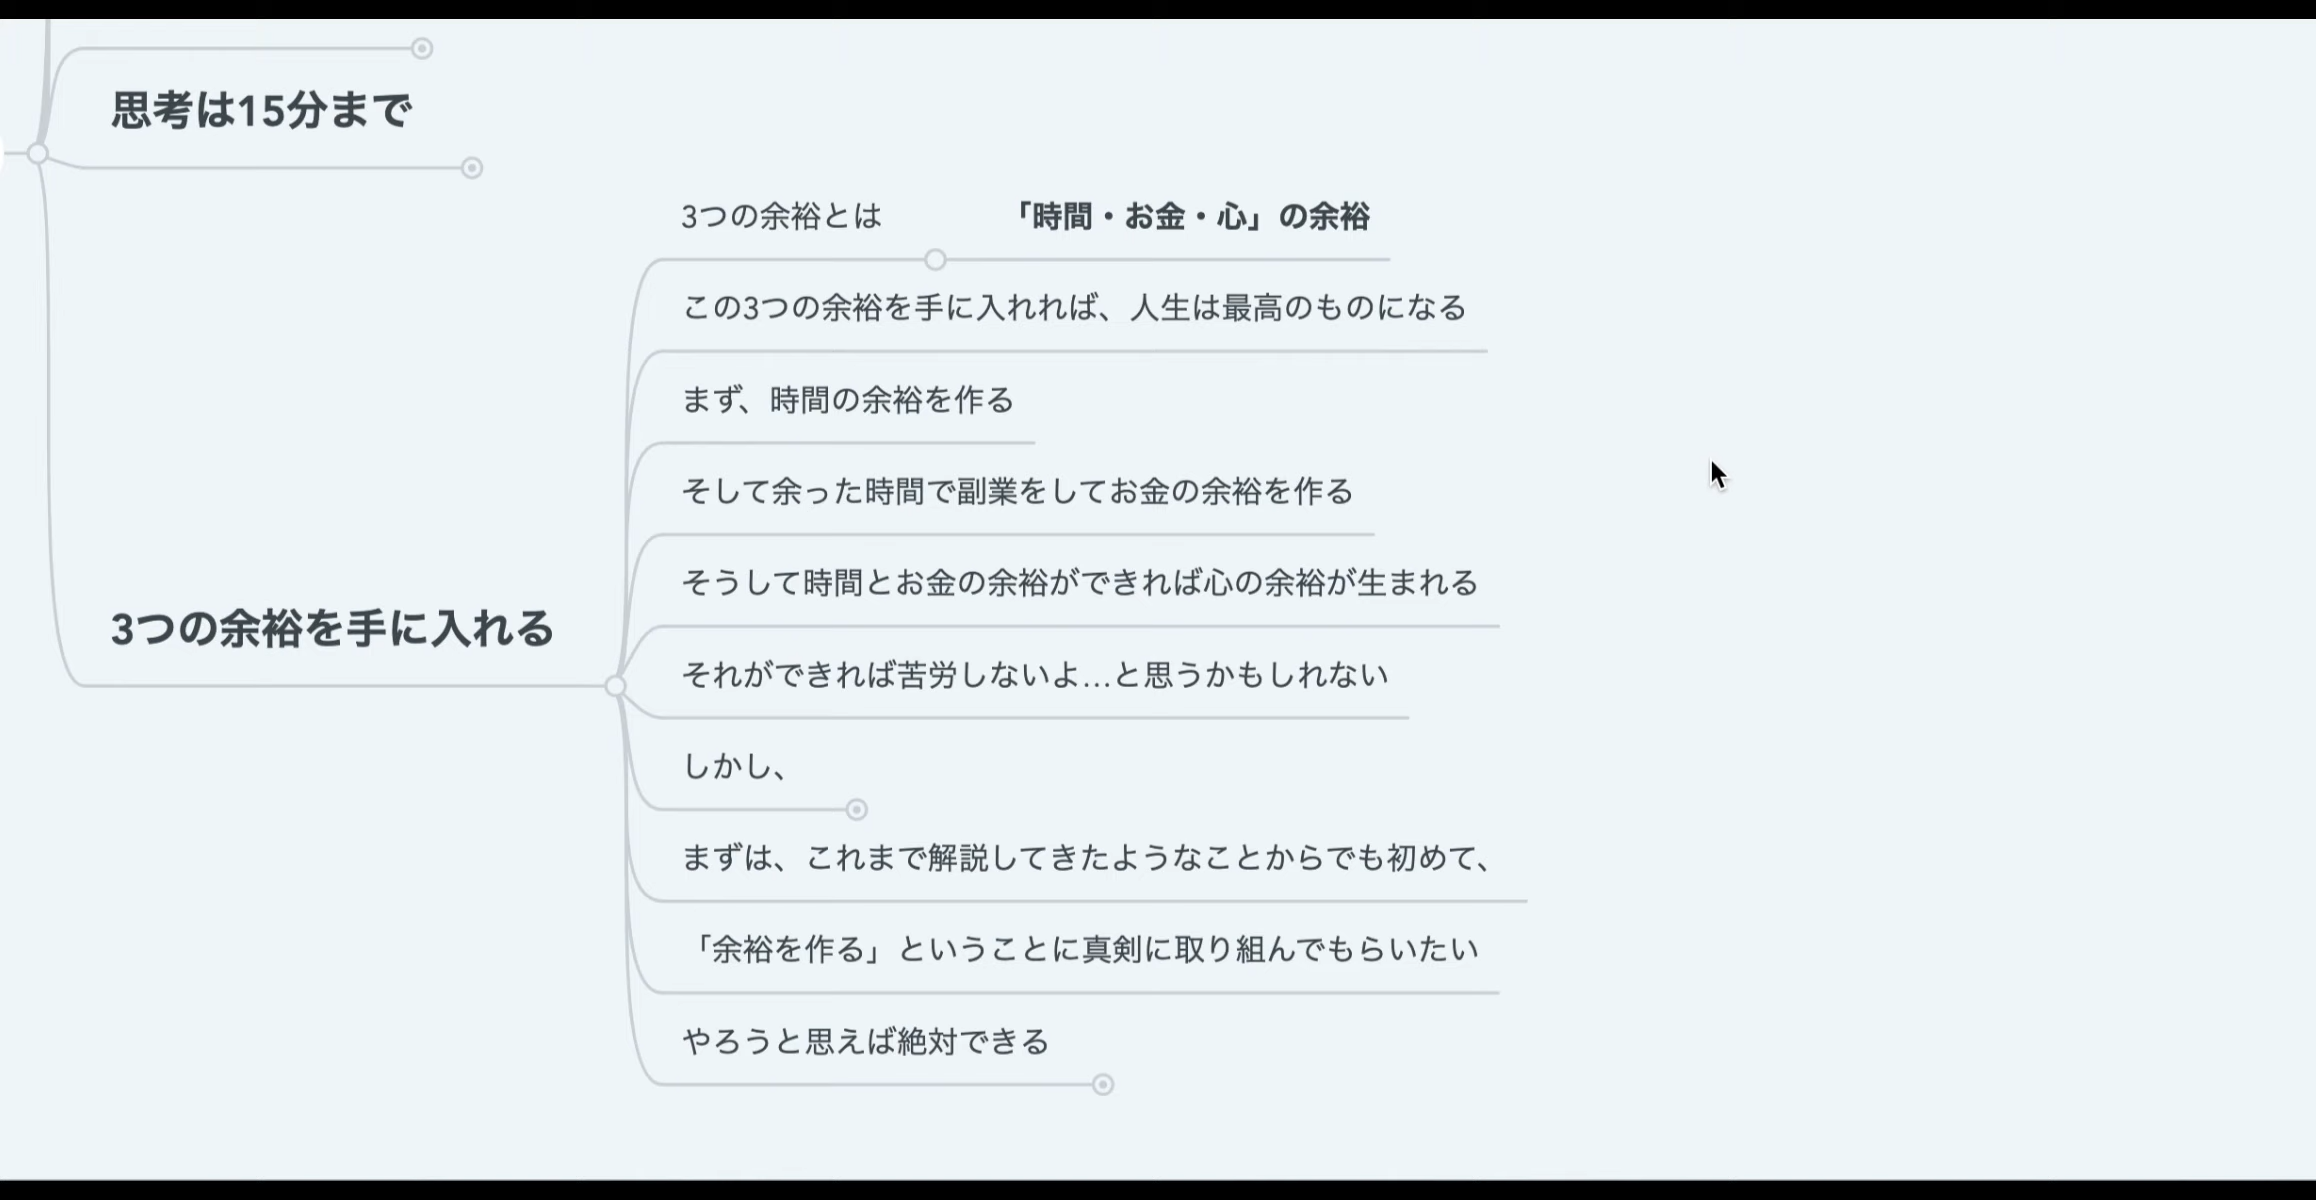 思考は15分まで
3つの余裕とは
「時間・お金・心」の余裕
この3つの余裕を手に入れれば、人生は最高のものになる
まず、時間の余裕を作る
そして余った時間で副業をしてお金の余裕を作る
そうして時間とお金の余裕ができれば心の余裕が生まれる
3つの余裕を手に入れる
それができれば苦労しないよ…と思うかもしれない
しかし、
まずは、これまで解説してきたようなことからでも初めて、
「余裕を作る」ということに真剣に取り組んでもらいたい
やろうと思えば絶対できる